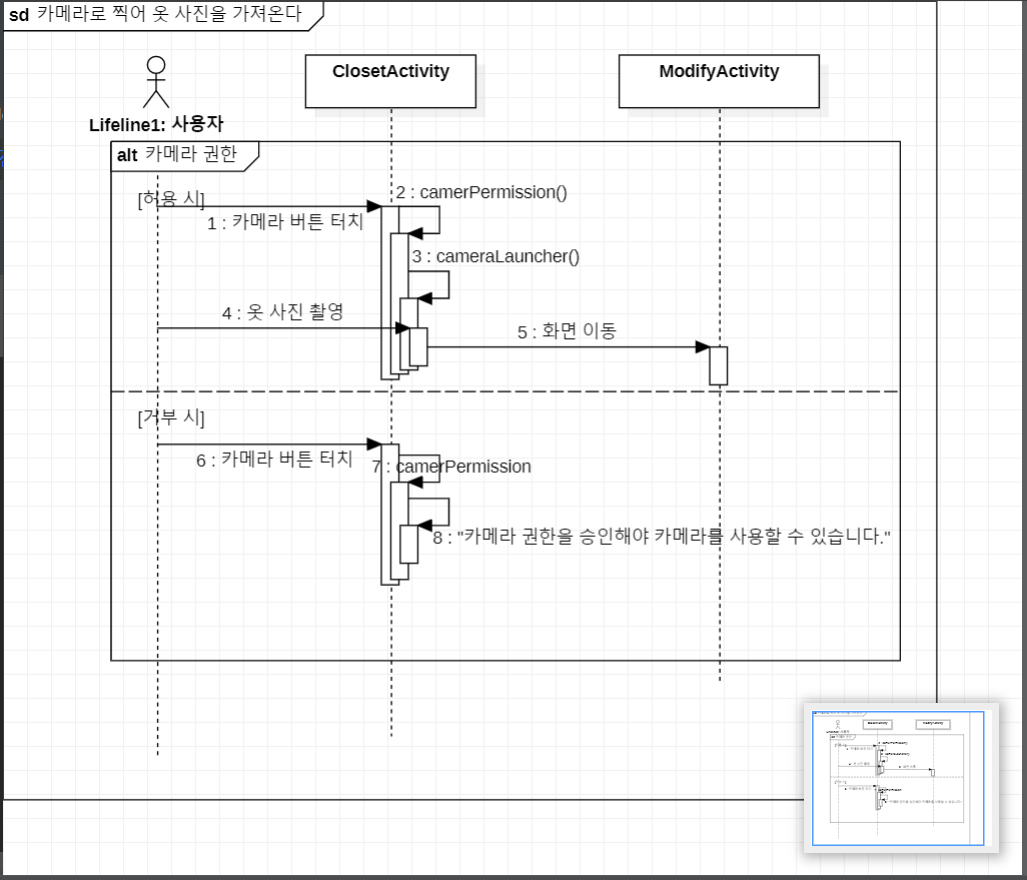 sd 카메라로 찍어 옷 사진을 가져온다
ClosetActivity
ModifyActivity
Lifeline1: 사용자
alt 카메라 권한
[허용 시]
2 : camerPermission()
1 : 카메라 버튼 터치
3 : cameraLauncher()
4 : 옷 사진 촬영
5 : 화면 이동
[거부 시]
6 : 카메라 버튼 터치
7 : camerPermission
8 : "카메라 권한을 승인해야 카메라를 사용할 수 있습니다."